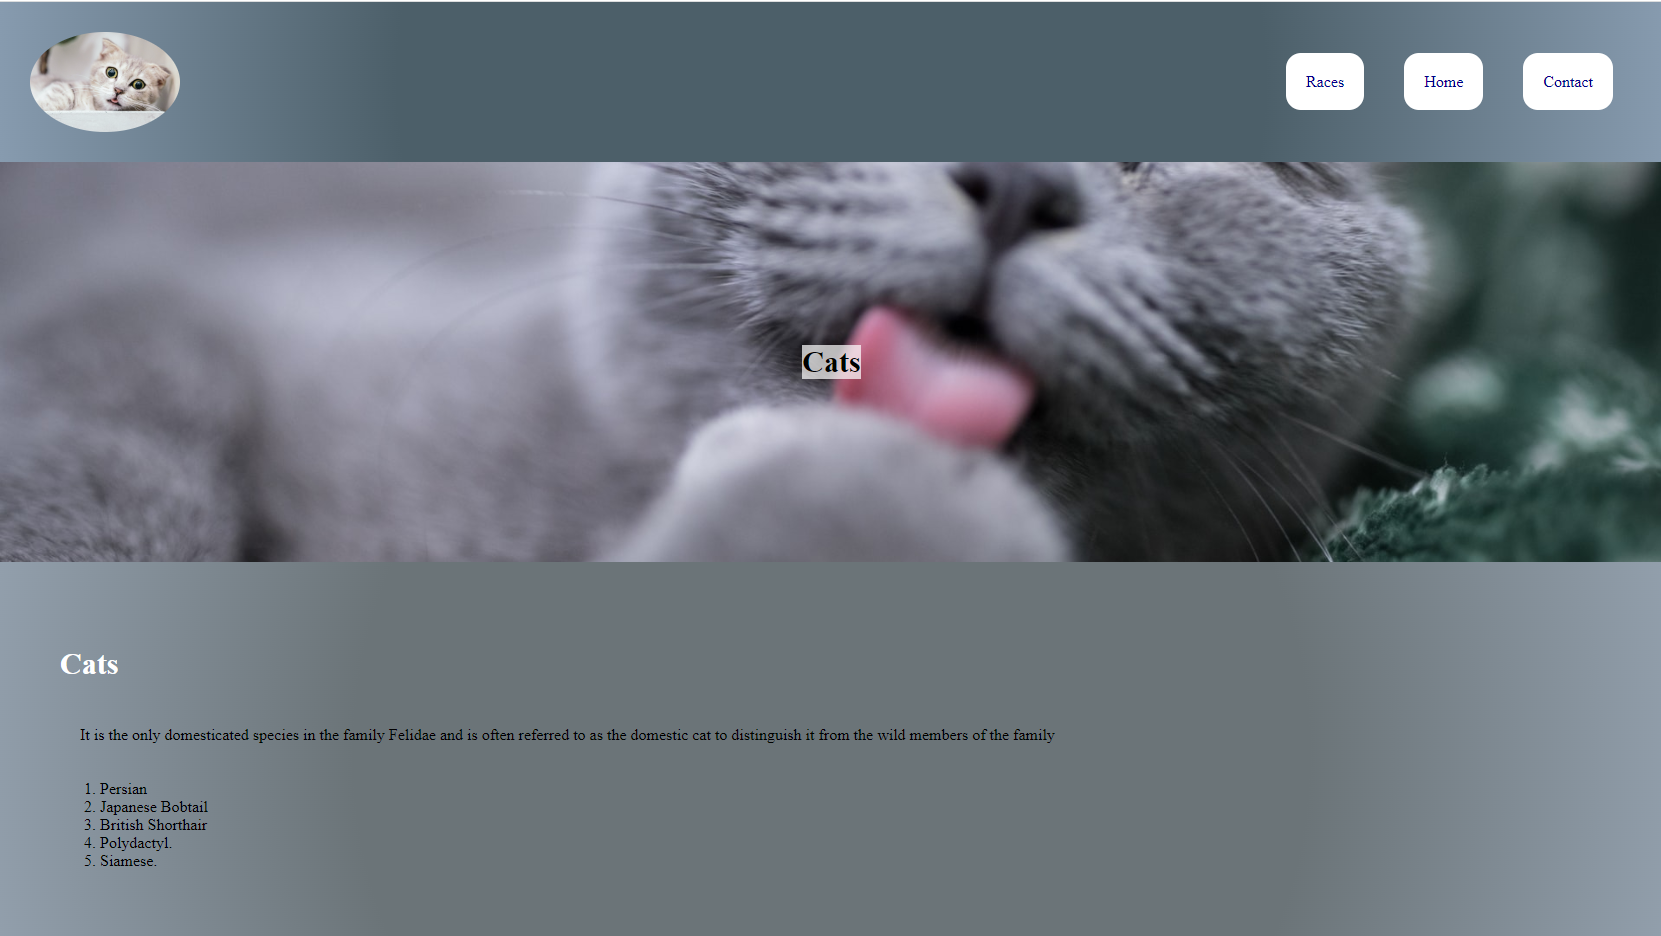 Races
Home
Contact
Cats
Cats
It is the only domesticated species in the family Felidae and is often referred to as the domestic cat to distinguish it from the wild members of the family
1. Persian
2. Japanese Bobtail
3. British Shorthair
4. Polydactyl.
5. Siamese.